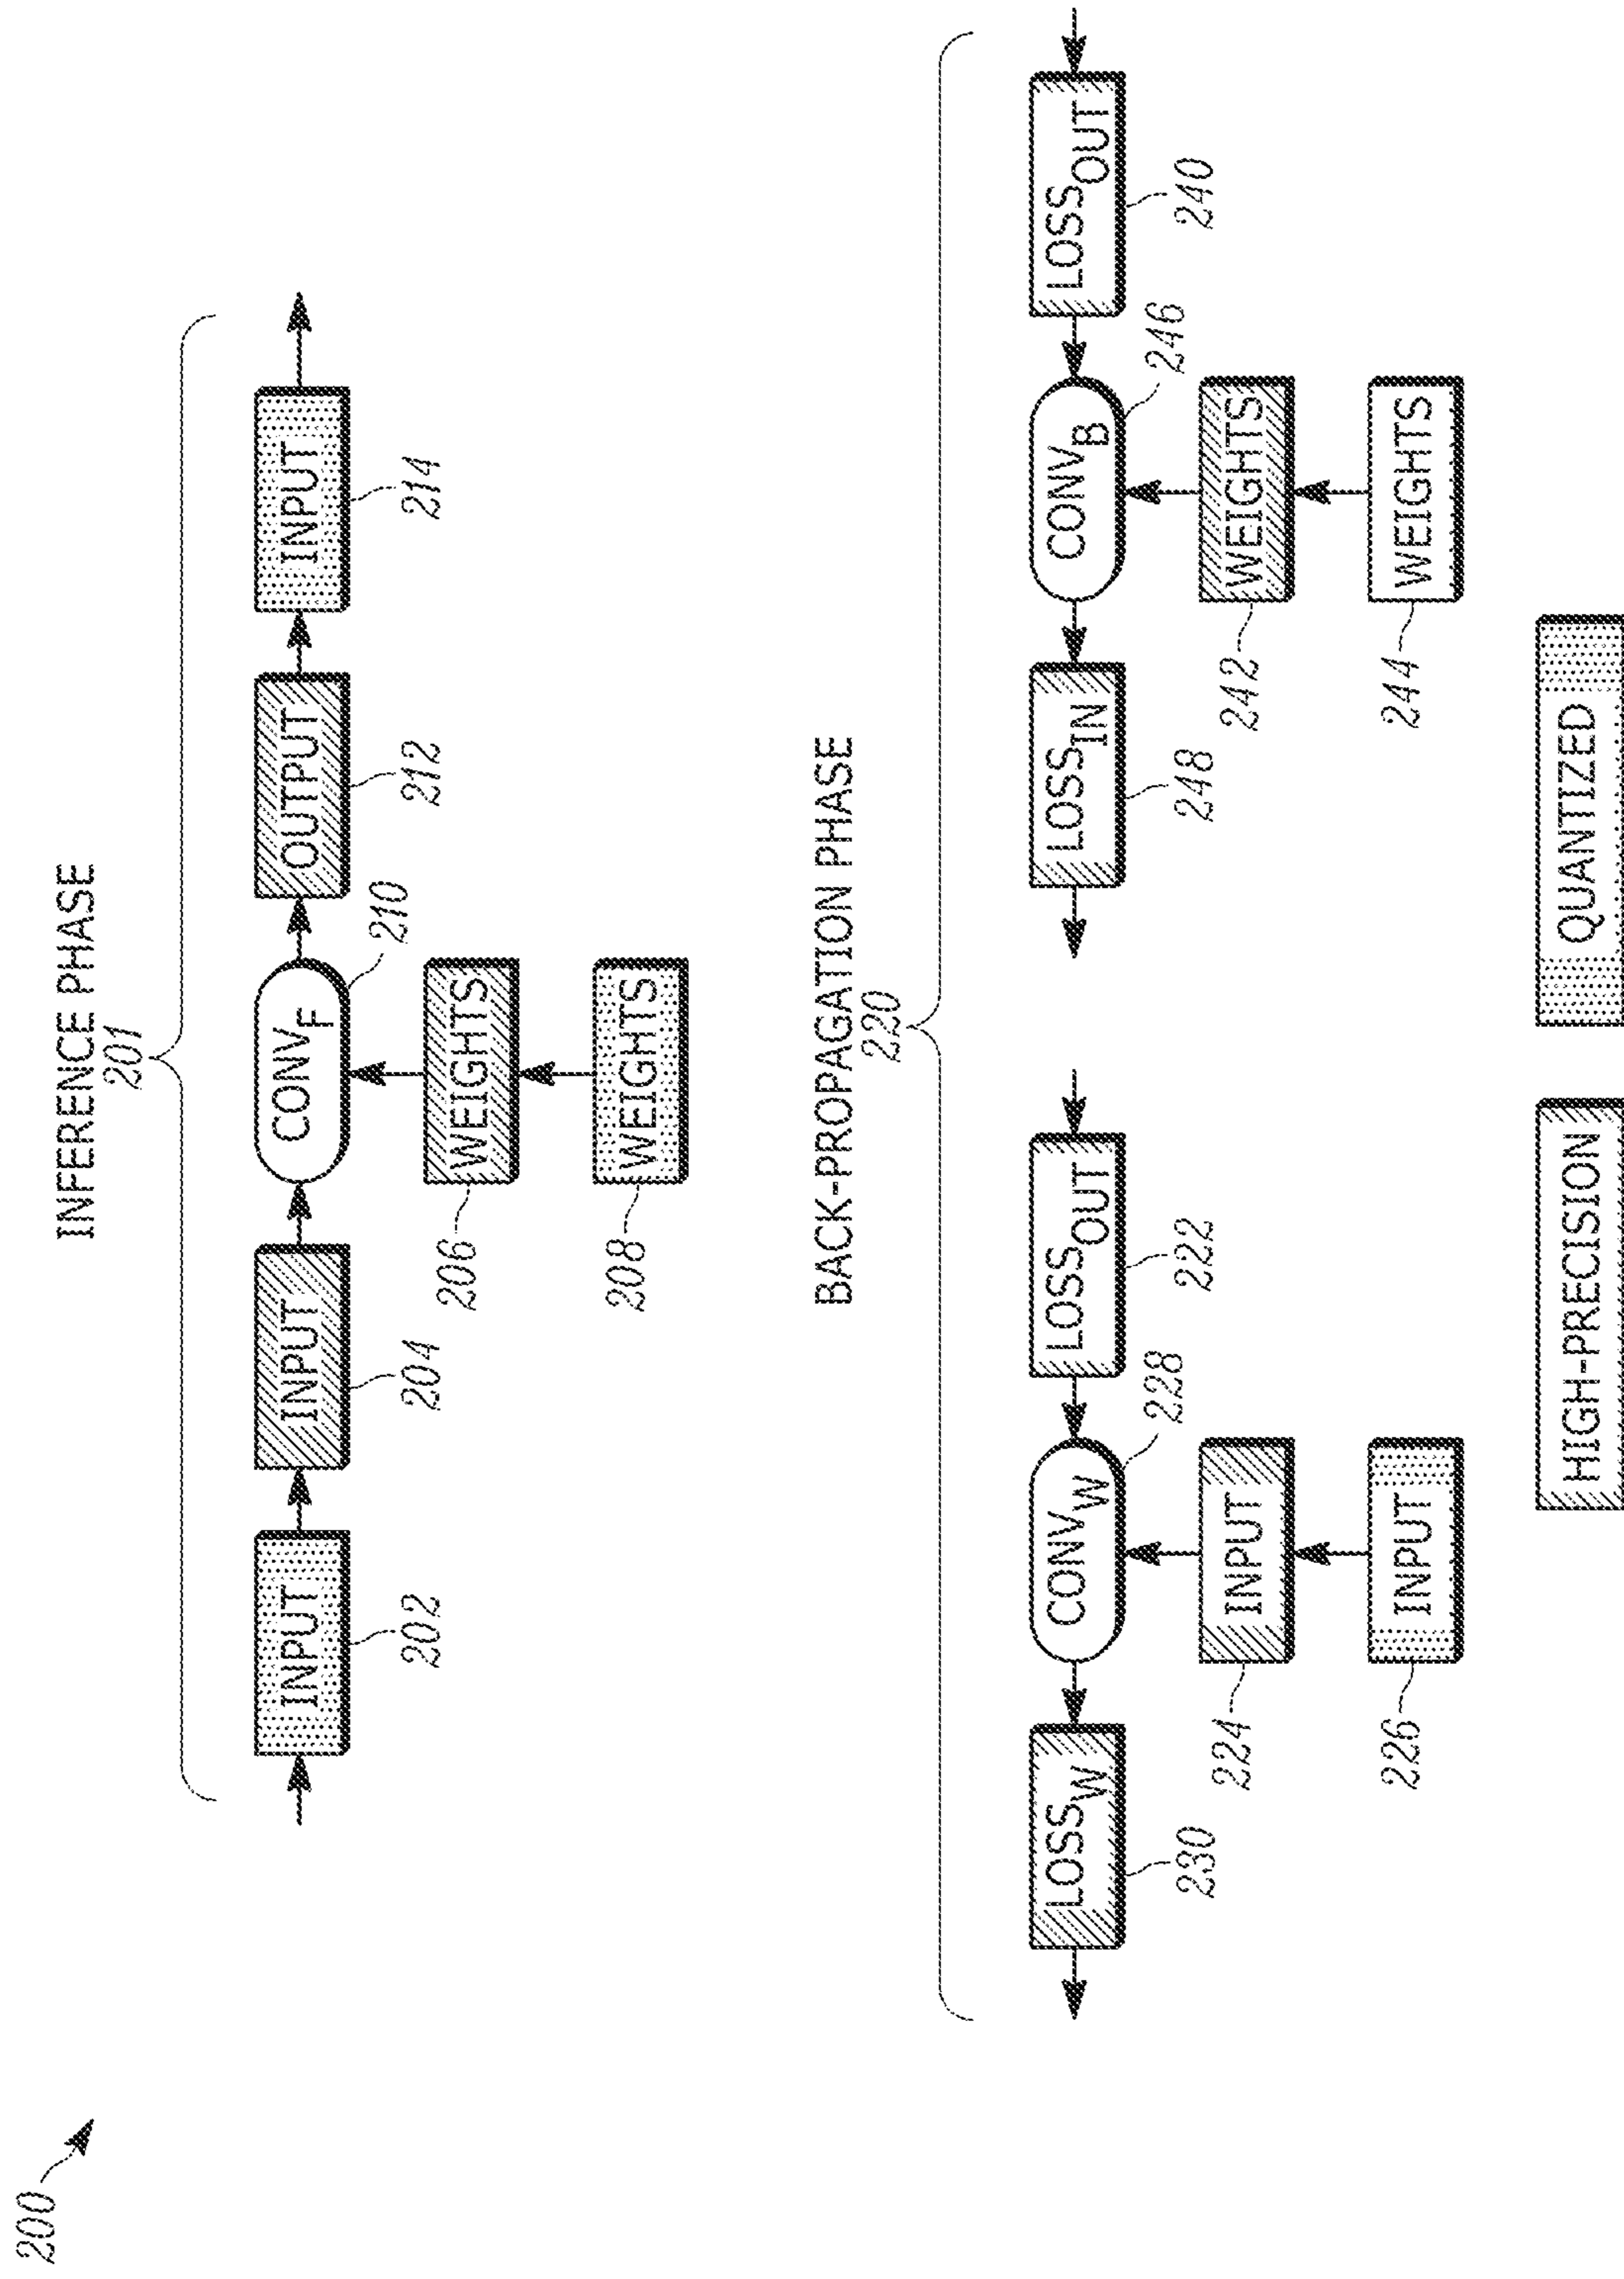 200
INFERENCE PHASE
201
INPUT
INPUT
CONV_F
OUTPUT
INPUT
202
204
210
212
214
WEIGHTS
206
WEIGHTS
208
BACK-PROPAGATION PHASE
220
LOSS_W
CONV_W
LOSS_OUT
LOSS_IN
CONV_B
LOSS_OUT
230
228
222
248
246
240
INPUT
224
WEIGHTS
242
INPUT
226
WEIGHTS
244
HIGH-PRECISION
QUANTIZED